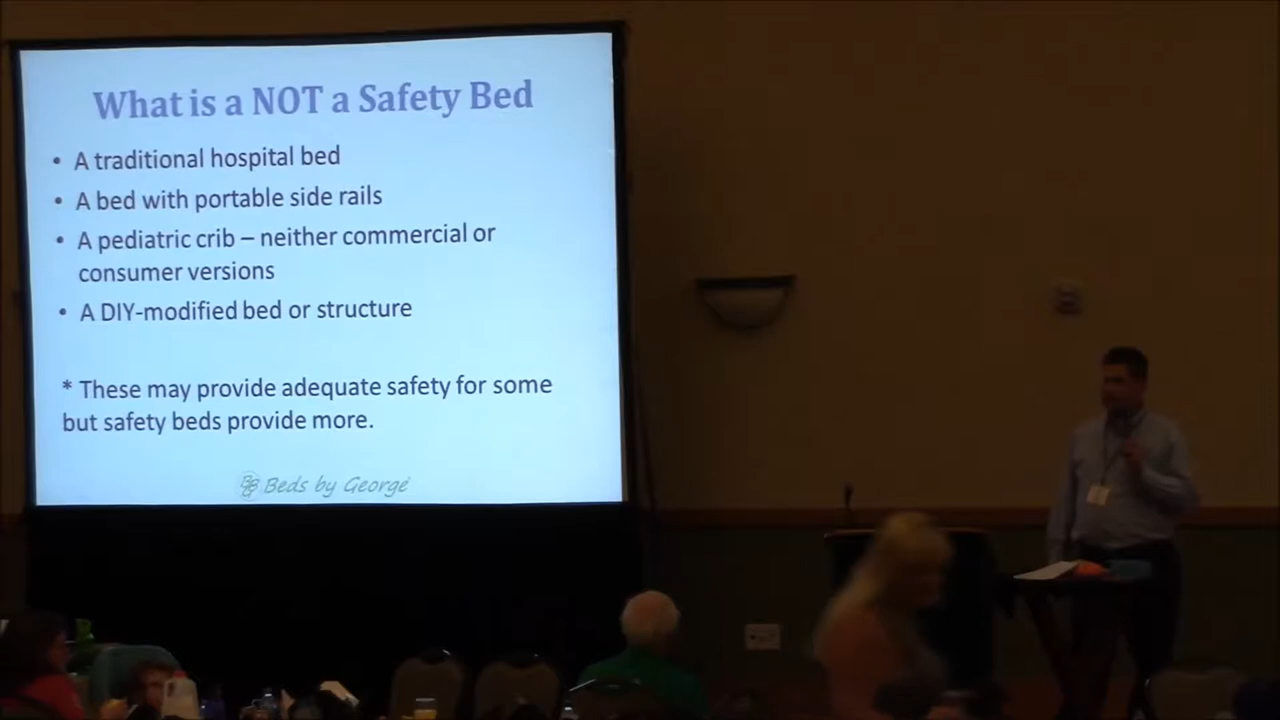 What is a NOT a Safety Bed
• A traditional hospital bed
• A bed with portable side rails
• A pediatric crib – neither commercial or
consumer versions
• A DIY-modified bed or structure
* These may provide adequate safety for some
but safety beds provide more.
Beds by George